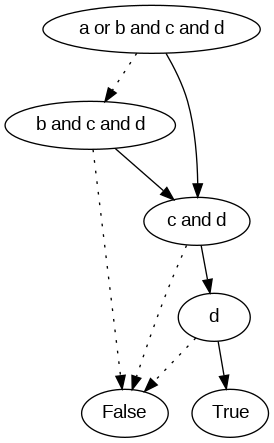 a or b and c and d
b and c and d
c and d
d
False
True